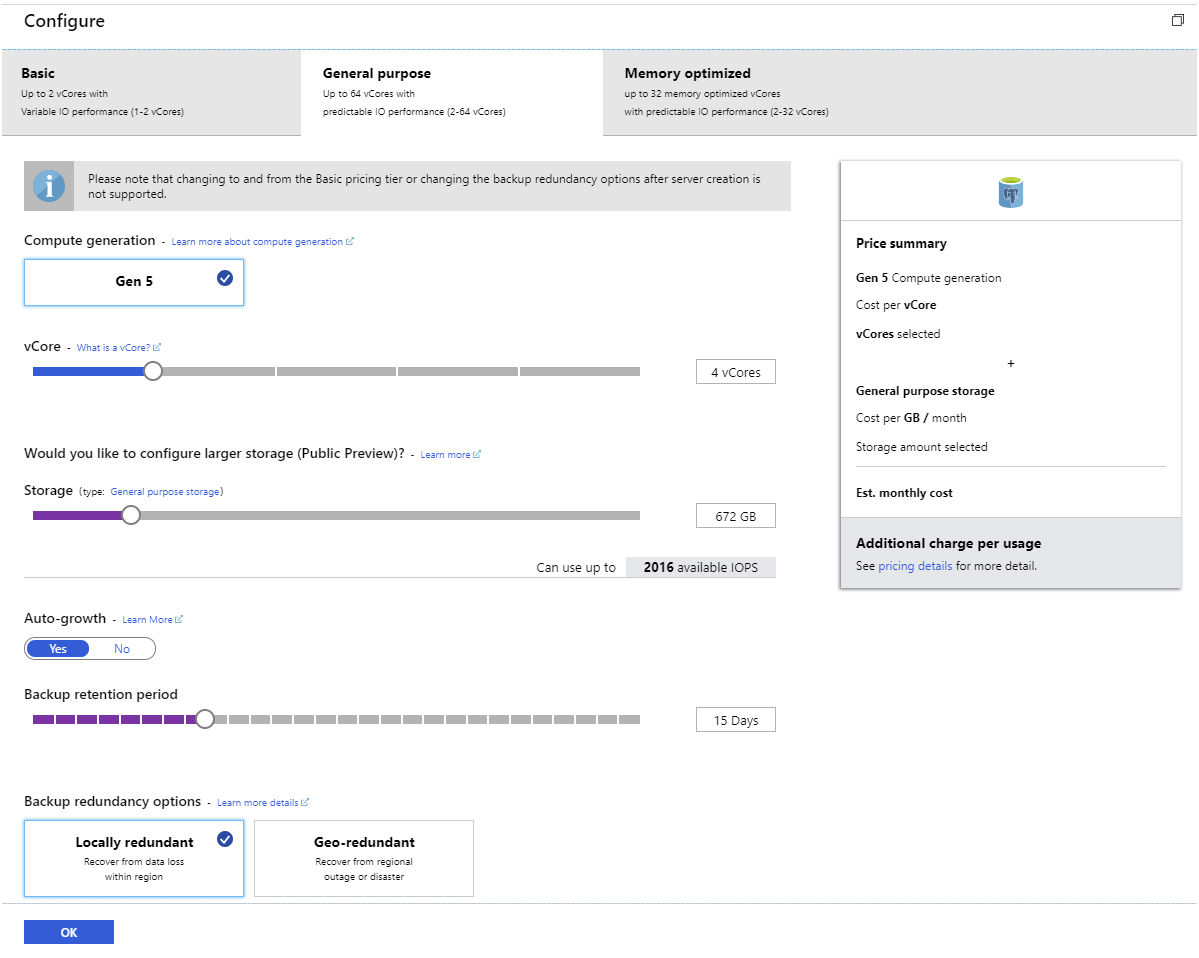 Configure
Basic
Up to 2 vCores with
Variable IO performance (1-2 vCores)
General purpose
Up to 64 vCores with
predictable IO performance (2-64 vCores)
Memory optimized
up to 32 memory optimized vCores
with predictable IO performance (2-32 vCores)
Please note that changing to and from the Basic pricing tier or changing the backup redundancy options after server creation is
not supported.
Compute generation - Learn more about compute generation
Gen 5
vCore - What is a vCore?
4 vCores
Would you like to configure larger storage (Public Preview)? - Learn more
Storage (type: General purpose storage)
672 GB
Can use up to 2016 available IOPS
Auto-growth - Learn More
Yes No
Backup retention period
15 Days
Backup redundancy options - Learn more details
Locally redundant
Recover from data loss
within region
Geo-redundant
Recover from regional
outage or disaster
OK
Price summary
Gen 5 Compute generation
Cost per vCore
vCores selected
+
General purpose storage
Cost per GB / month
Storage amount selected
Est. monthly cost
Additional charge per usage
See pricing details for more detail.